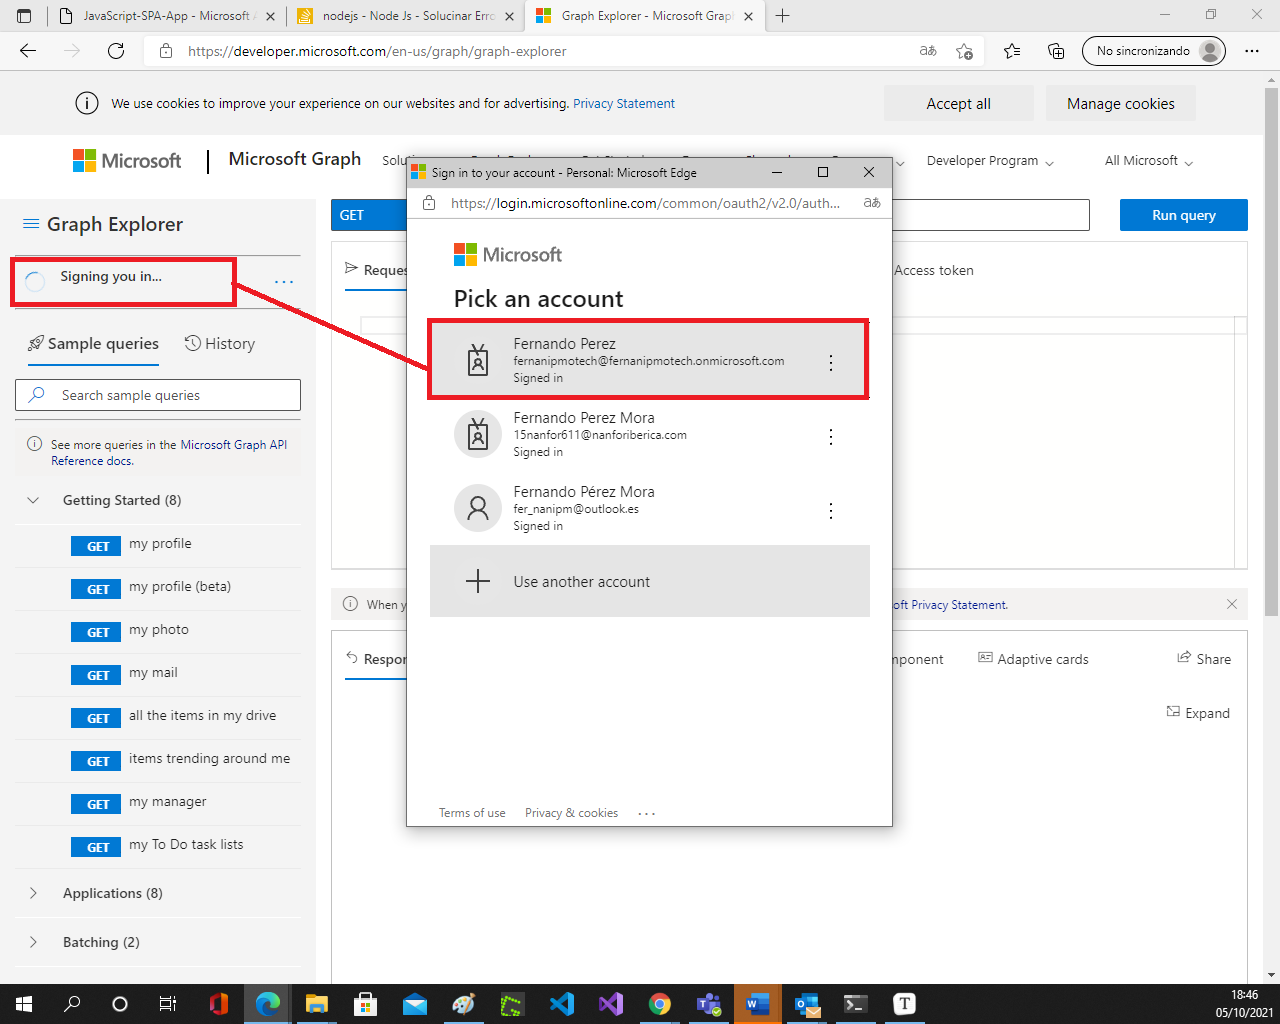 JavaScript-SPA-App - Microsoft
nodejs - Node Js - Solucinar Erro
Graph Explorer - Microsoft Grap
https://developer.microsoft.com/en-us/graph/graph-explorer
aあ
No sincronizando
We use cookies to improve your experience on our websites and for advertising. Privacy Statement
Accept all
Manage cookies
Microsoft
Microsoft Graph
Developer Program
All Microsoft
Sign in to your account - Personal: Microsoft Edge
https://login.microsoftonline.com/common/oauth2/v2.0/auth...
aあ
Graph Explorer
GET
Run query
Signing you in...
Reques
Access token
Microsoft
Pick an account
Fernando Perez
fernanipmotech@fernanipmotech.onmicrosoft.com
Signed in
Fernando Perez Mora
15nanfor611@nanforiberica.com
Signed in
Fernando Pérez Mora
fer_nanipm@outlook.es
Signed in
Use another account
Terms of use
Privacy & cookies
Sample queries
History
Search sample queries
See more queries in the Microsoft Graph API
Reference docs.
Getting Started (8)
GET my profile
GET my profile (beta)
GET my photo
GET my mail
GET all the items in my drive
GET items trending around me
GET my manager
GET my To Do task lists
Applications (8)
Batching (2)
When y
oft Privacy Statement.
Respor
nponent
Adaptive cards
Share
Expand
18:46
05/10/2021